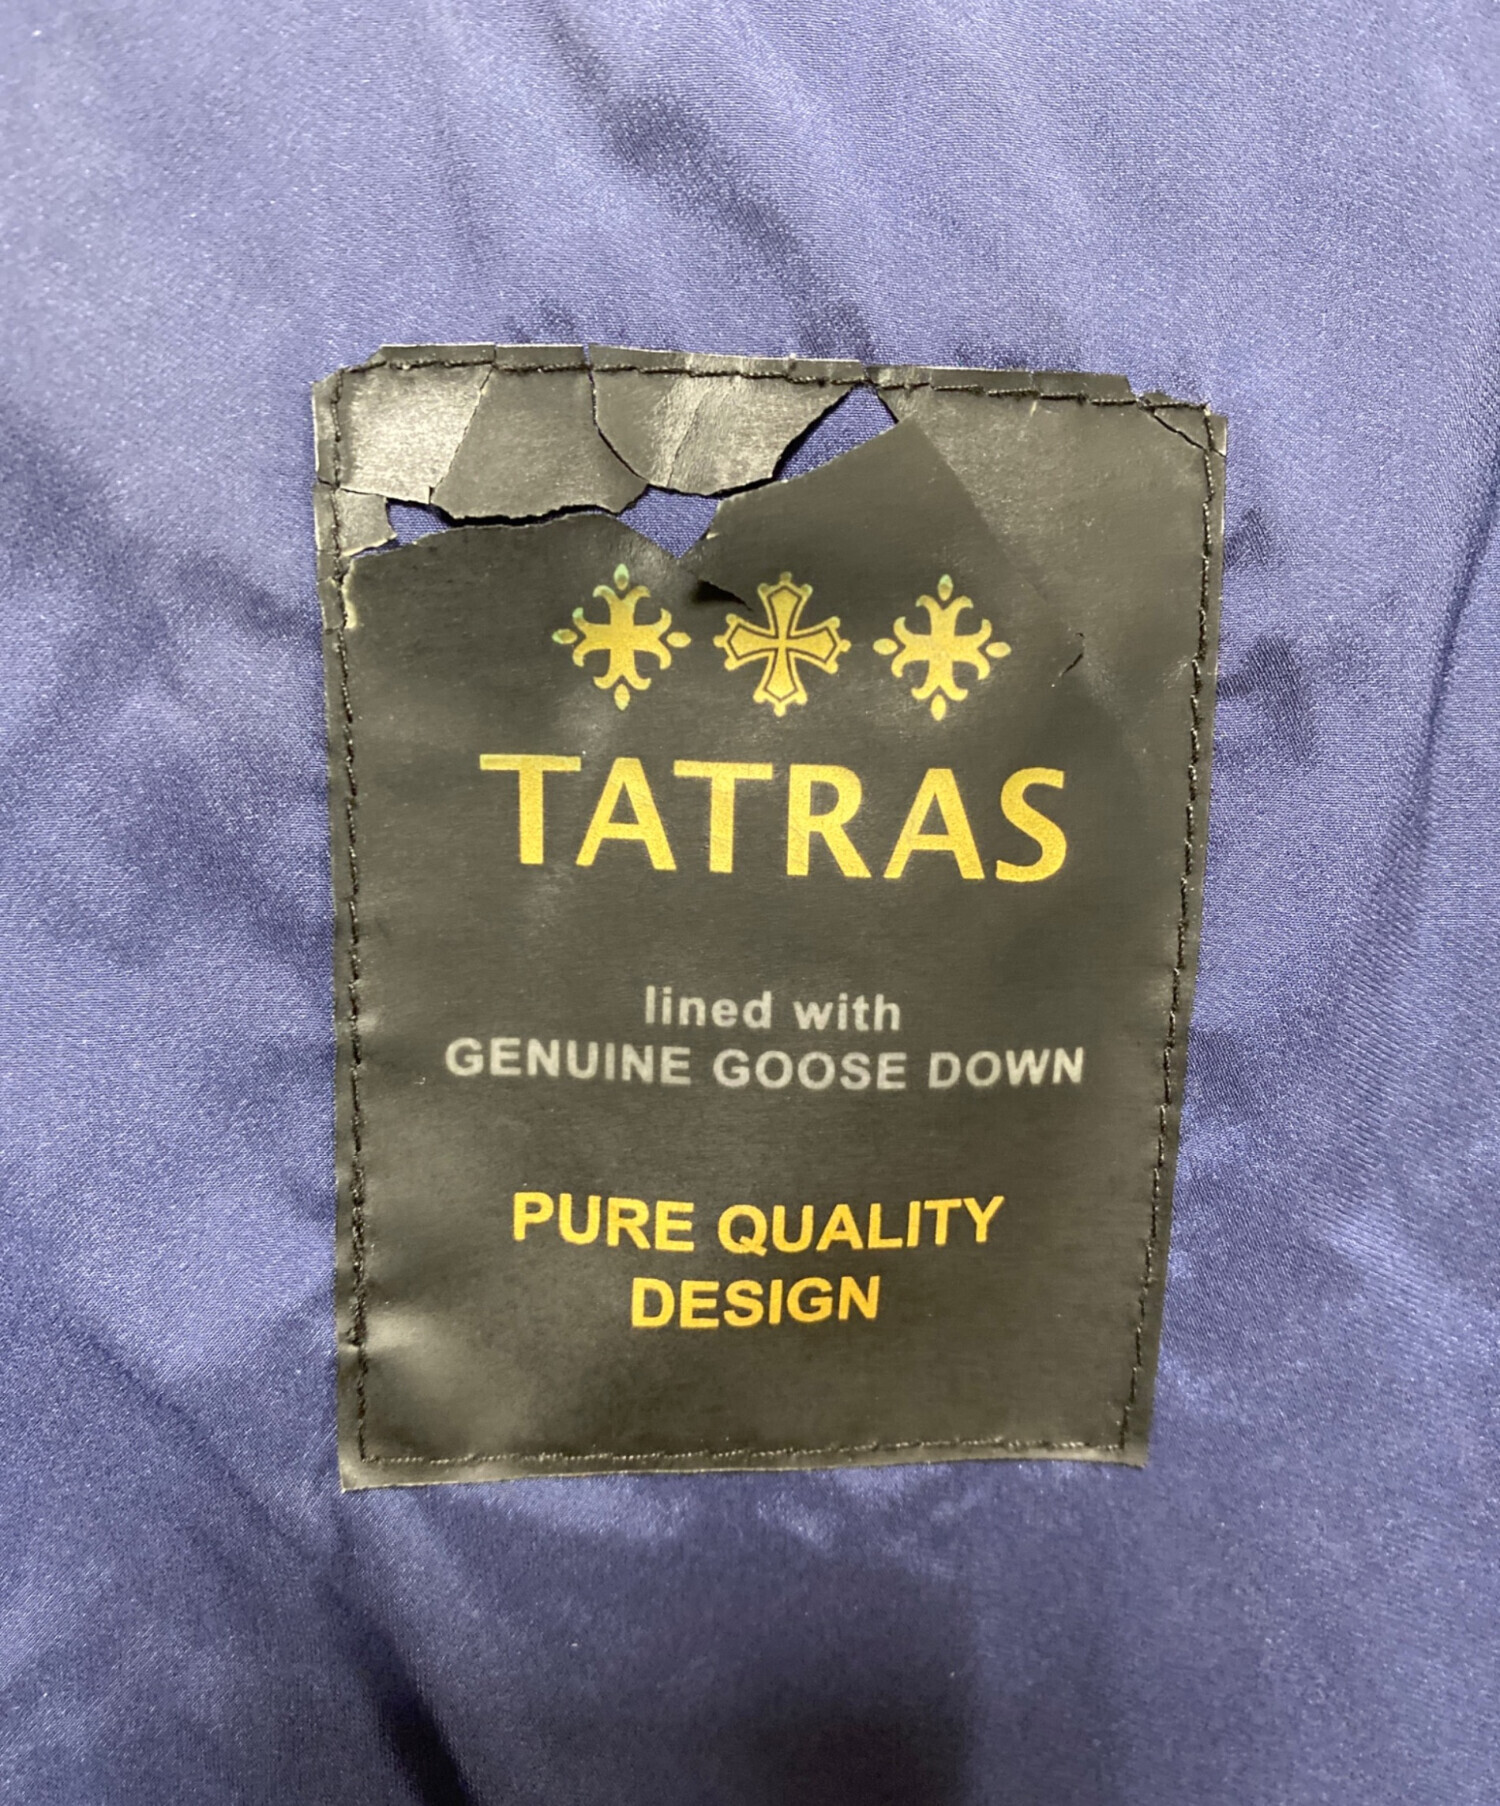 TATRAS
lined with
GENUINE GOOSE DOWN
PURE QUALITY
DESIGN